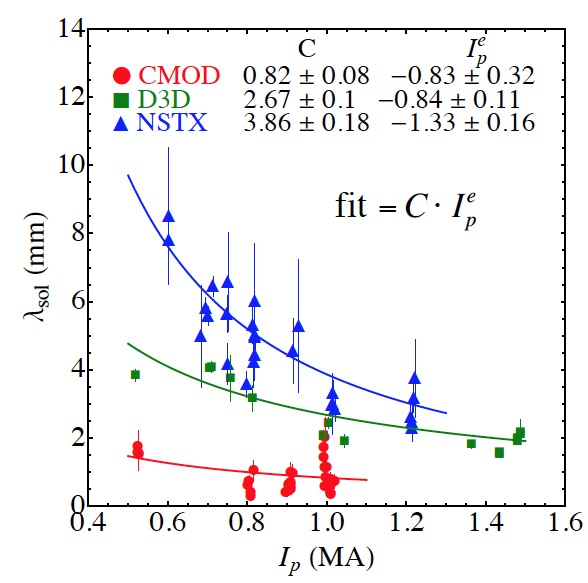 C I_p^e
CMOD 0.82 ± 0.08 −0.83 ± 0.32
D3D 2.67 ± 0.1 −0.84 ± 0.11
NSTX 3.86 ± 0.18 −1.33 ± 0.16
fit = C · I_p^e
λ_sol (mm)
14
12
10
8
6
4
2
0
0.4 0.6 0.8 1.0 1.2 1.4 1.6
I_p (MA)